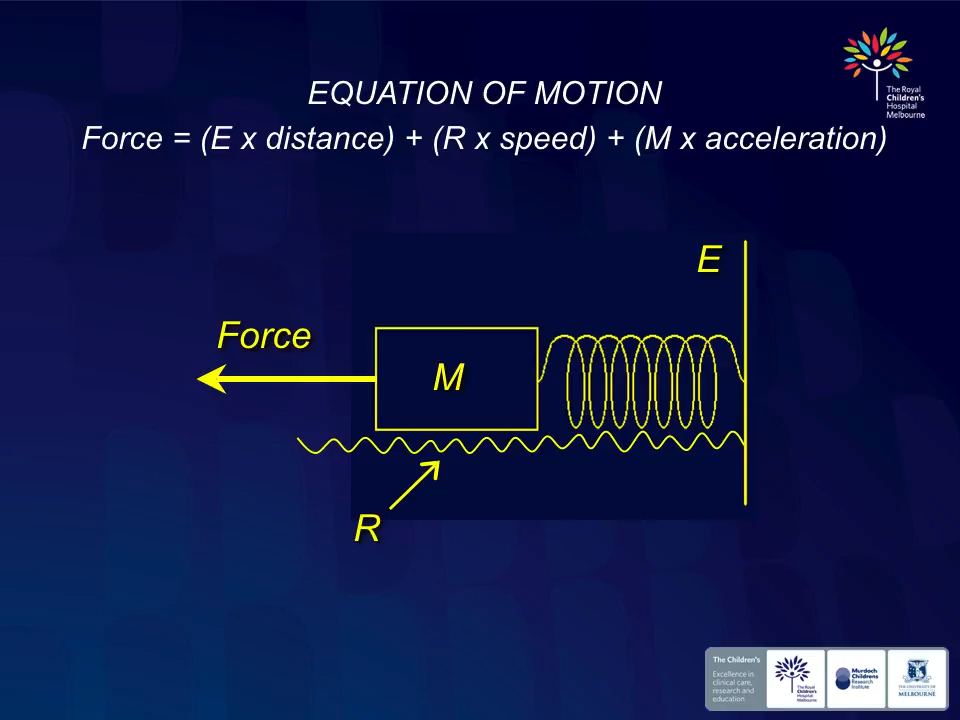 EQUATION OF MOTION
Force = (E x distance) + (R x speed) + (M x acceleration)
The Royal
Children's
Hospital
Melbourne
E
Force
M
R
The Children's
Excellence in
clinical care,
research and
education
The Royal
Children's
Hospital
Melbourne
Murdoch
Childrens
Research
Institute
THE UNIVERSITY OF
MELBOURNE